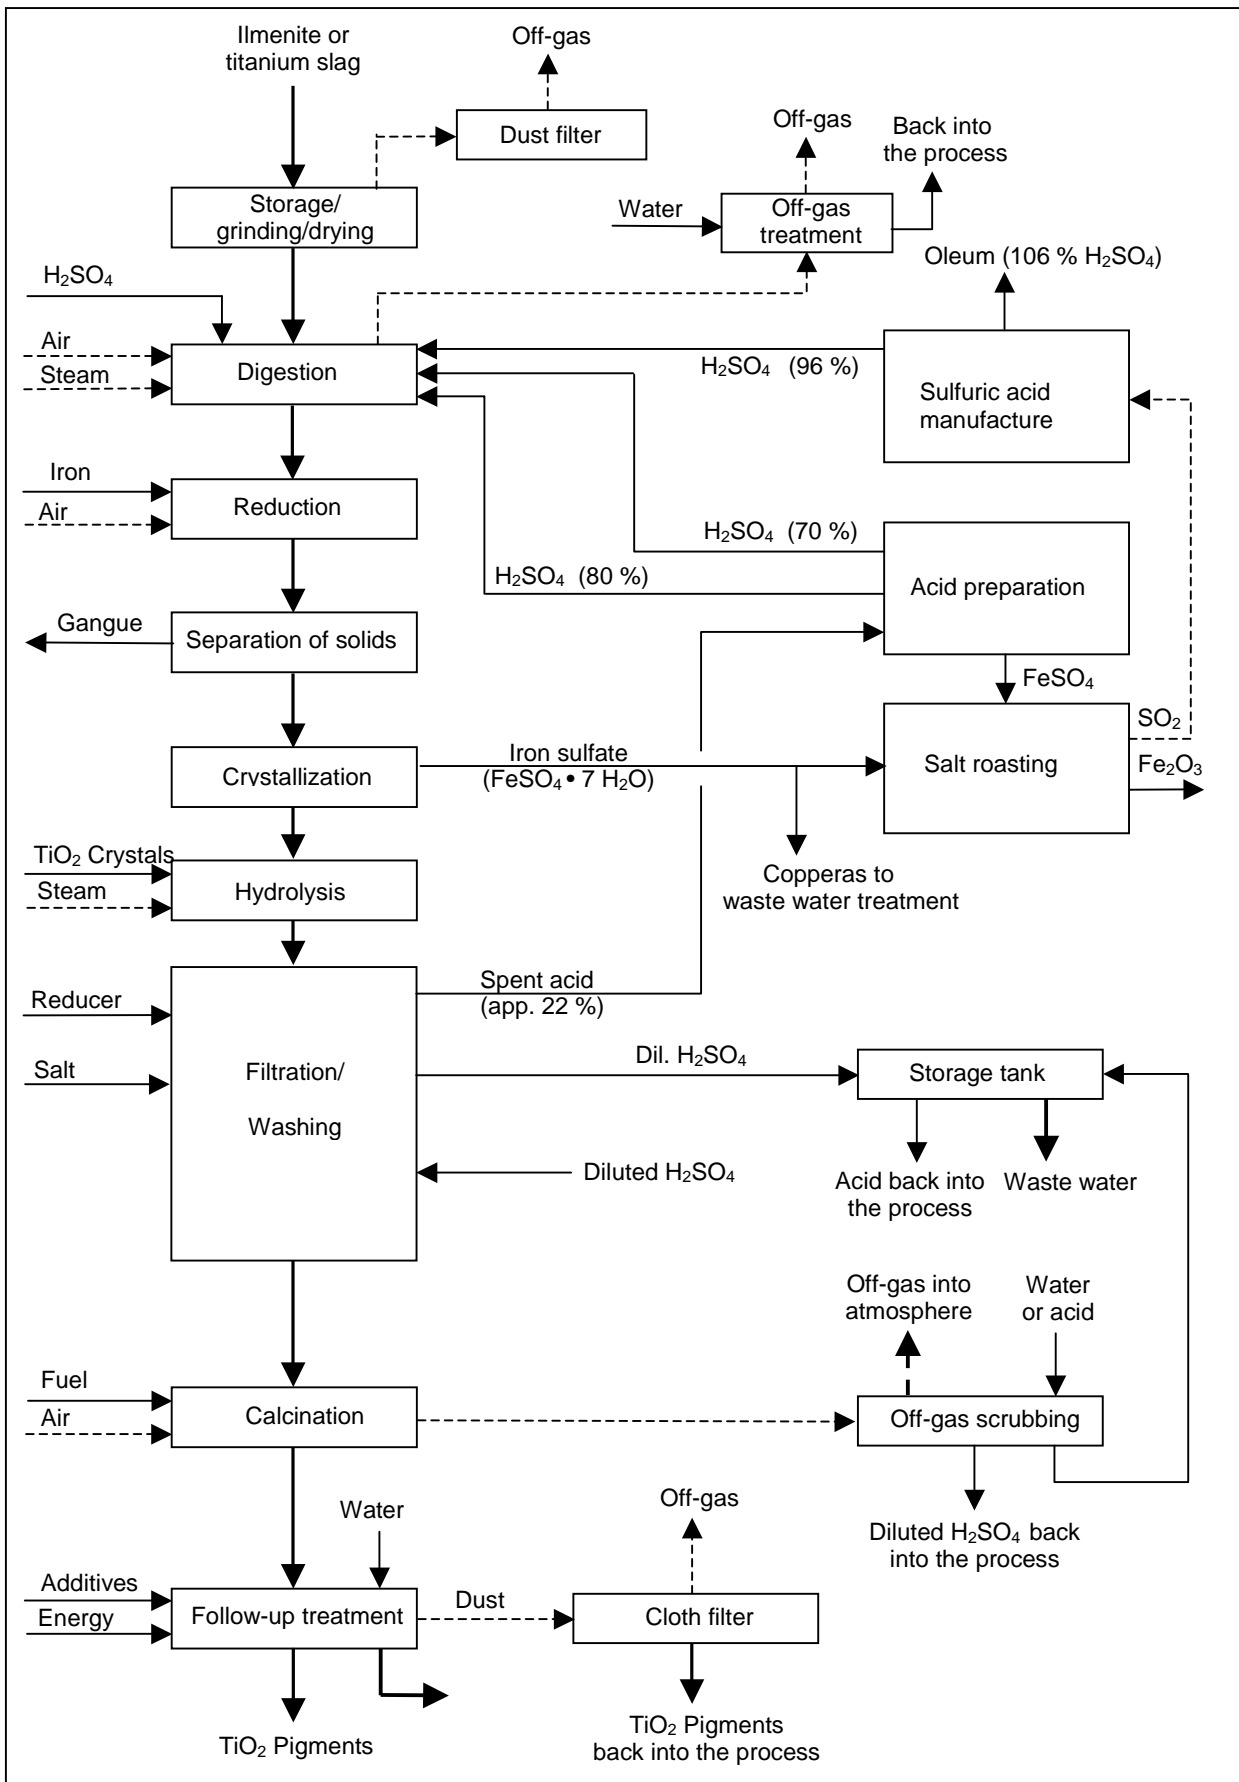 Ilmenite or
titanium slag
Off-gas
Dust filter
Off-gas
Back into
the process
Storage/
grinding/drying
Water
Off-gas
treatment
H₂SO₄
Oleum (106 % H₂SO₄)
Air
Steam
Digestion
H₂SO₄ (96 %)
Sulfuric acid
manufacture
Iron
Air
Reduction
H₂SO₄ (70 %)
H₂SO₄ (80 %)
Acid preparation
Gangue
Separation of solids
FeSO₄
SO₂
Iron sulfate
(FeSO₄ • 7 H₂O)
Crystallization
Salt roasting
Fe₂O₃
TiO₂ Crystals
Steam
Hydrolysis
Copperas to
waste water treatment
Spent acid
(app. 22 %)
Reducer
Salt
Filtration/
Washing
Dil. H₂SO₄
Storage tank
Diluted H₂SO₄
Acid back into
the process
Waste water
Off-gas into
atmosphere
Water
or acid
Fuel
Air
Calcination
Off-gas scrubbing
Water
Off-gas
Diluted H₂SO₄ back
into the process
Additives
Energy
Follow-up treatment
Dust
Cloth filter
TiO₂ Pigments
TiO₂ Pigments
back into the process